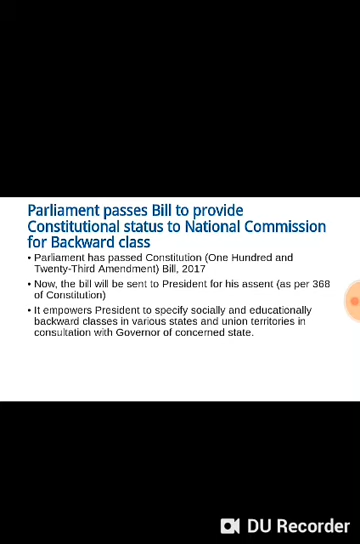 Parliament passes Bill to provide
Constitutional status to National Commission
for Backward class
• Parliament has passed Constitution (One Hundred and
Twenty-Third Amendment) Bill, 2017
• Now, the bill will be sent to President for his assent (as per 368
of Constitution)
• It empowers President to specify socially and educationally
backward classes in various states and union territories in
consultation with Governor of concerned state.
DU Recorder